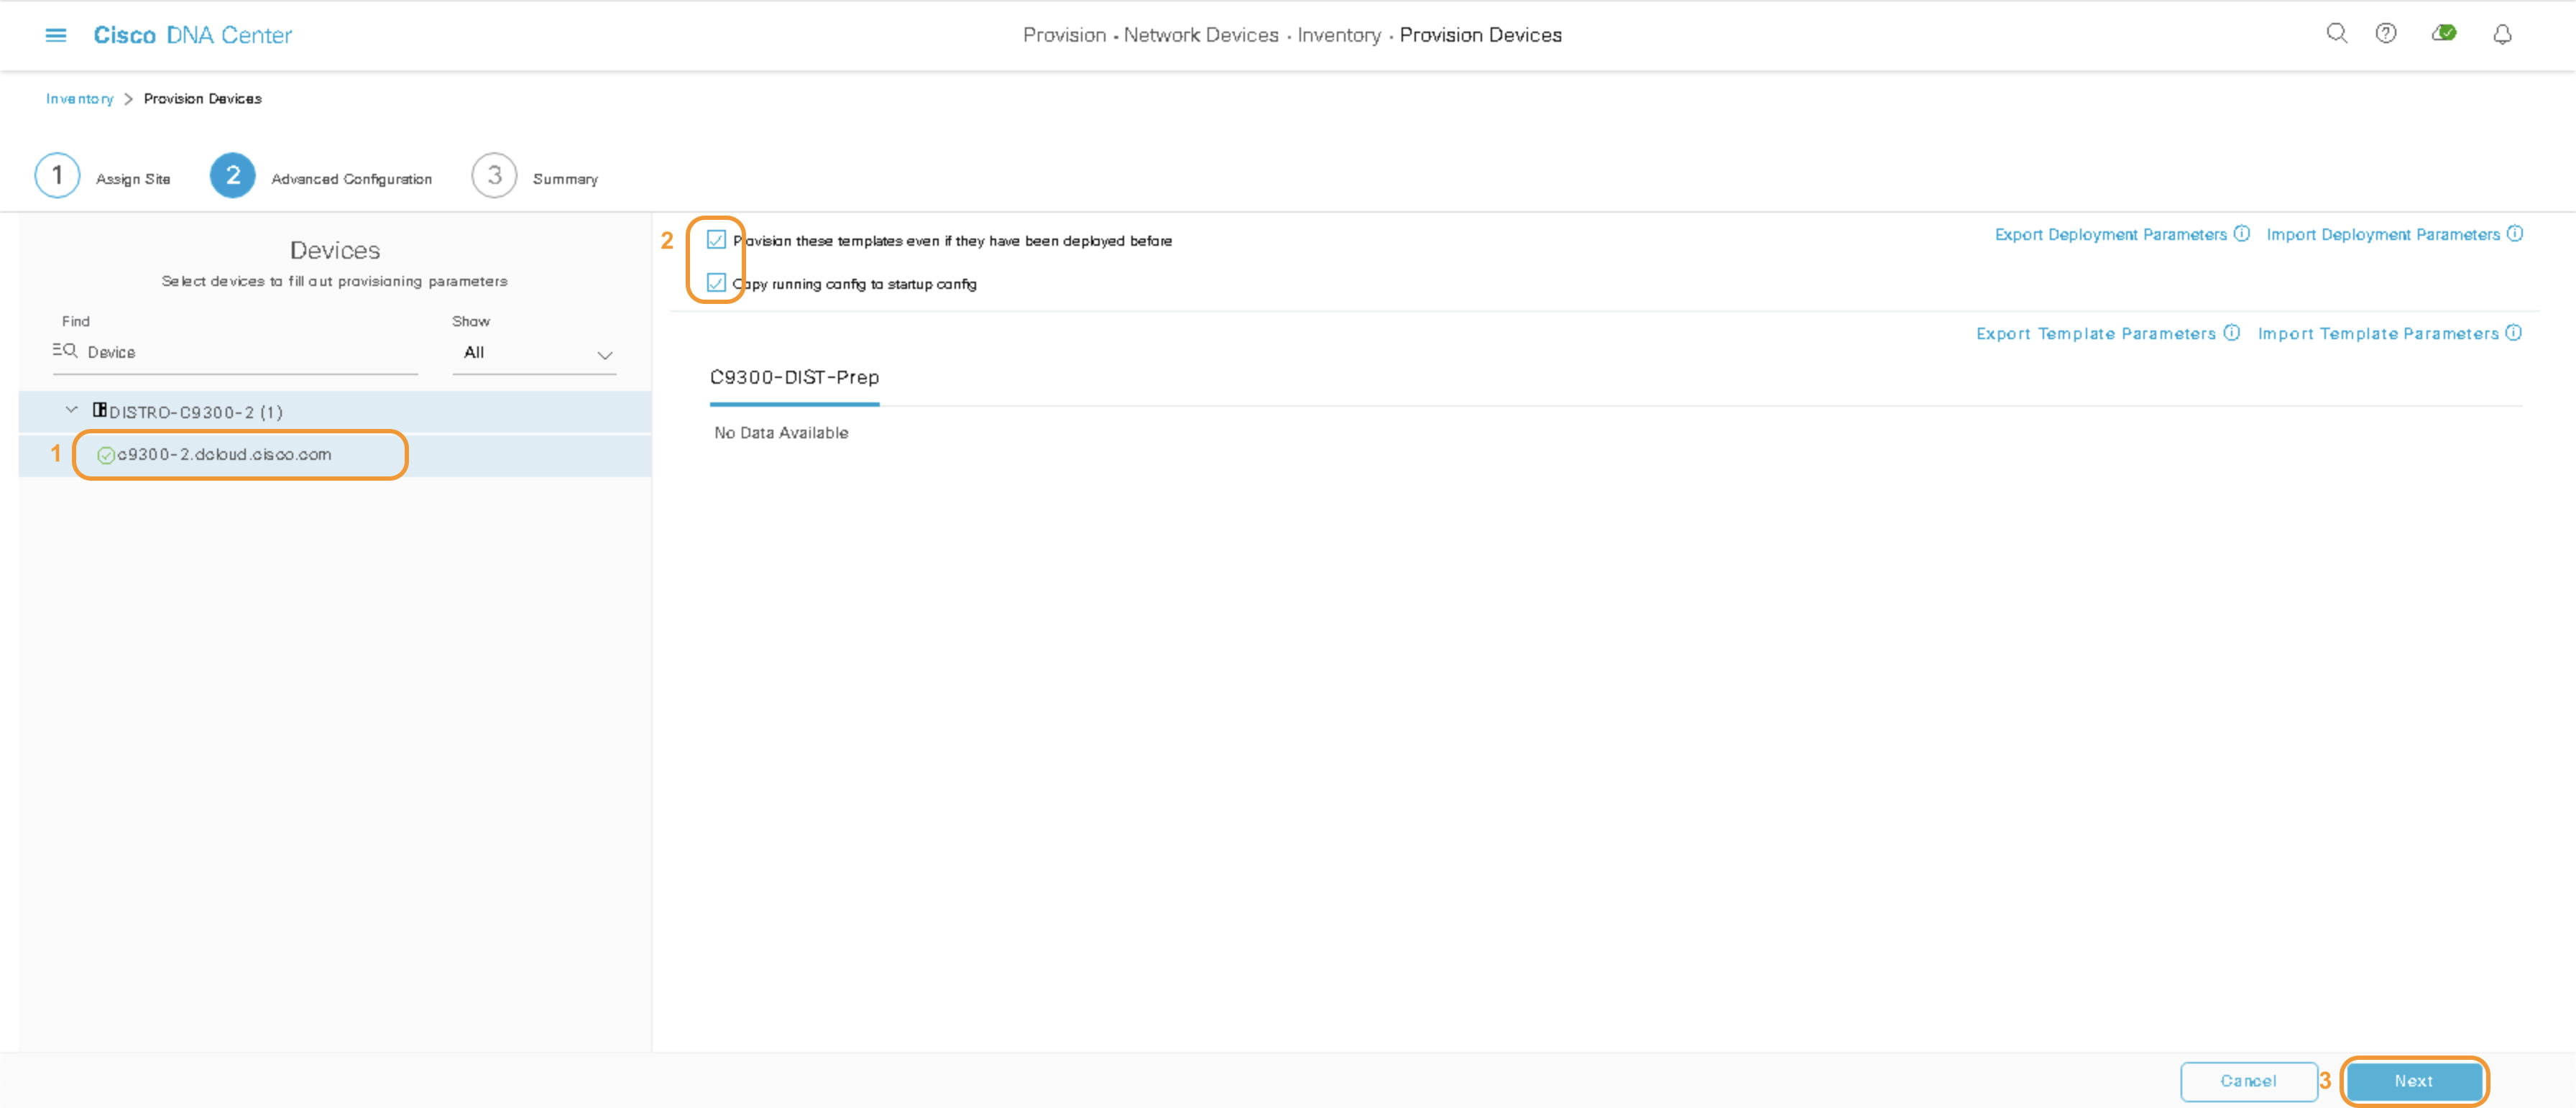 Cisco DNA Center
Provision • Network Devices • Inventory • Provision Devices
Inventory > Provision Devices
1 Assign Site 2 Advanced Configuration 3 Summary
Devices
Select devices to fill out provisioning parameters
Find
Show
Device
All
DISTRO-C9300-2 (1)
1
c9300-2.dcloud.cisco.com
2
Provision these templates even if they have been deployed before
Copy running config to startup config
Export Deployment Parameters
Import Deployment Parameters
Export Template Parameters
Import Template Parameters
C9300-DIST-Prep
No Data Available
Cancel
3
Next